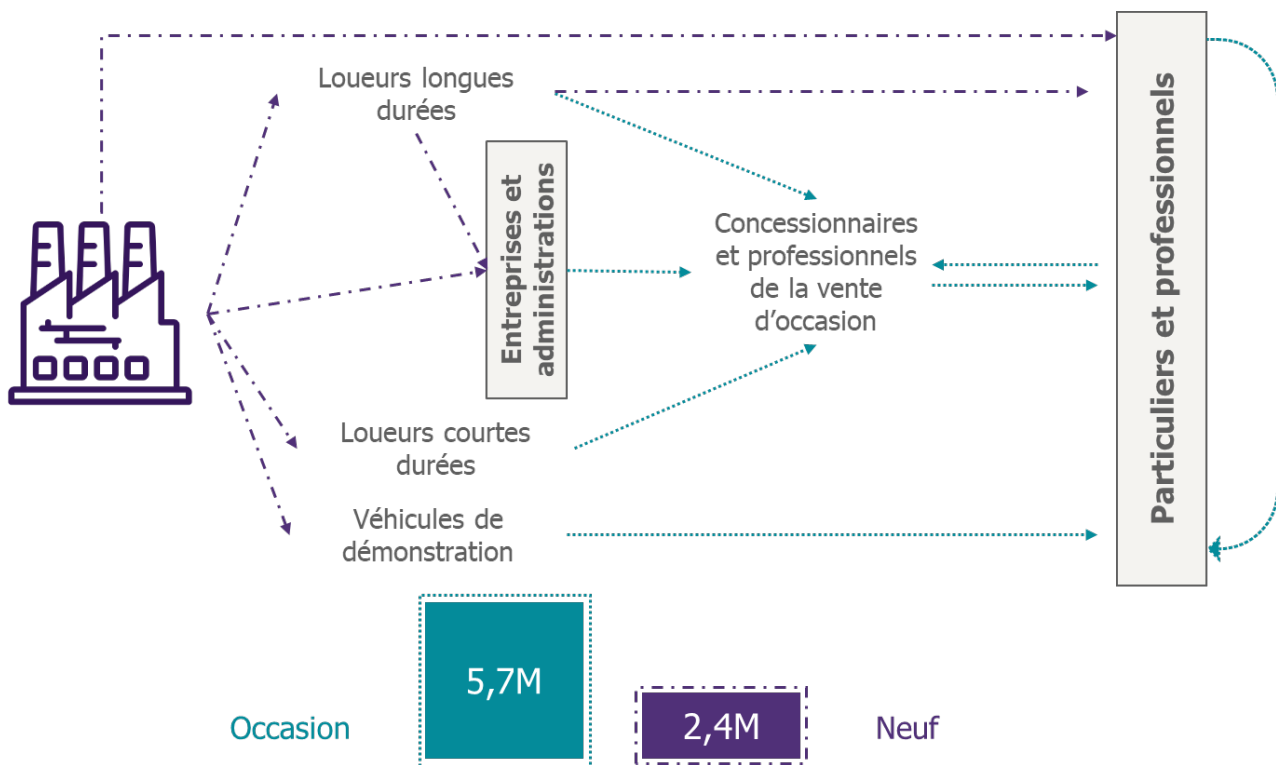 Loueurs longues
durées
Entreprises et
administrations
Concessionnaires
et professionnels
de la vente
d’occasion
Particuliers et professionnels
Loueurs courtes
durées
Véhicules de
démonstration
Occasion
5,7M
2,4M
Neuf